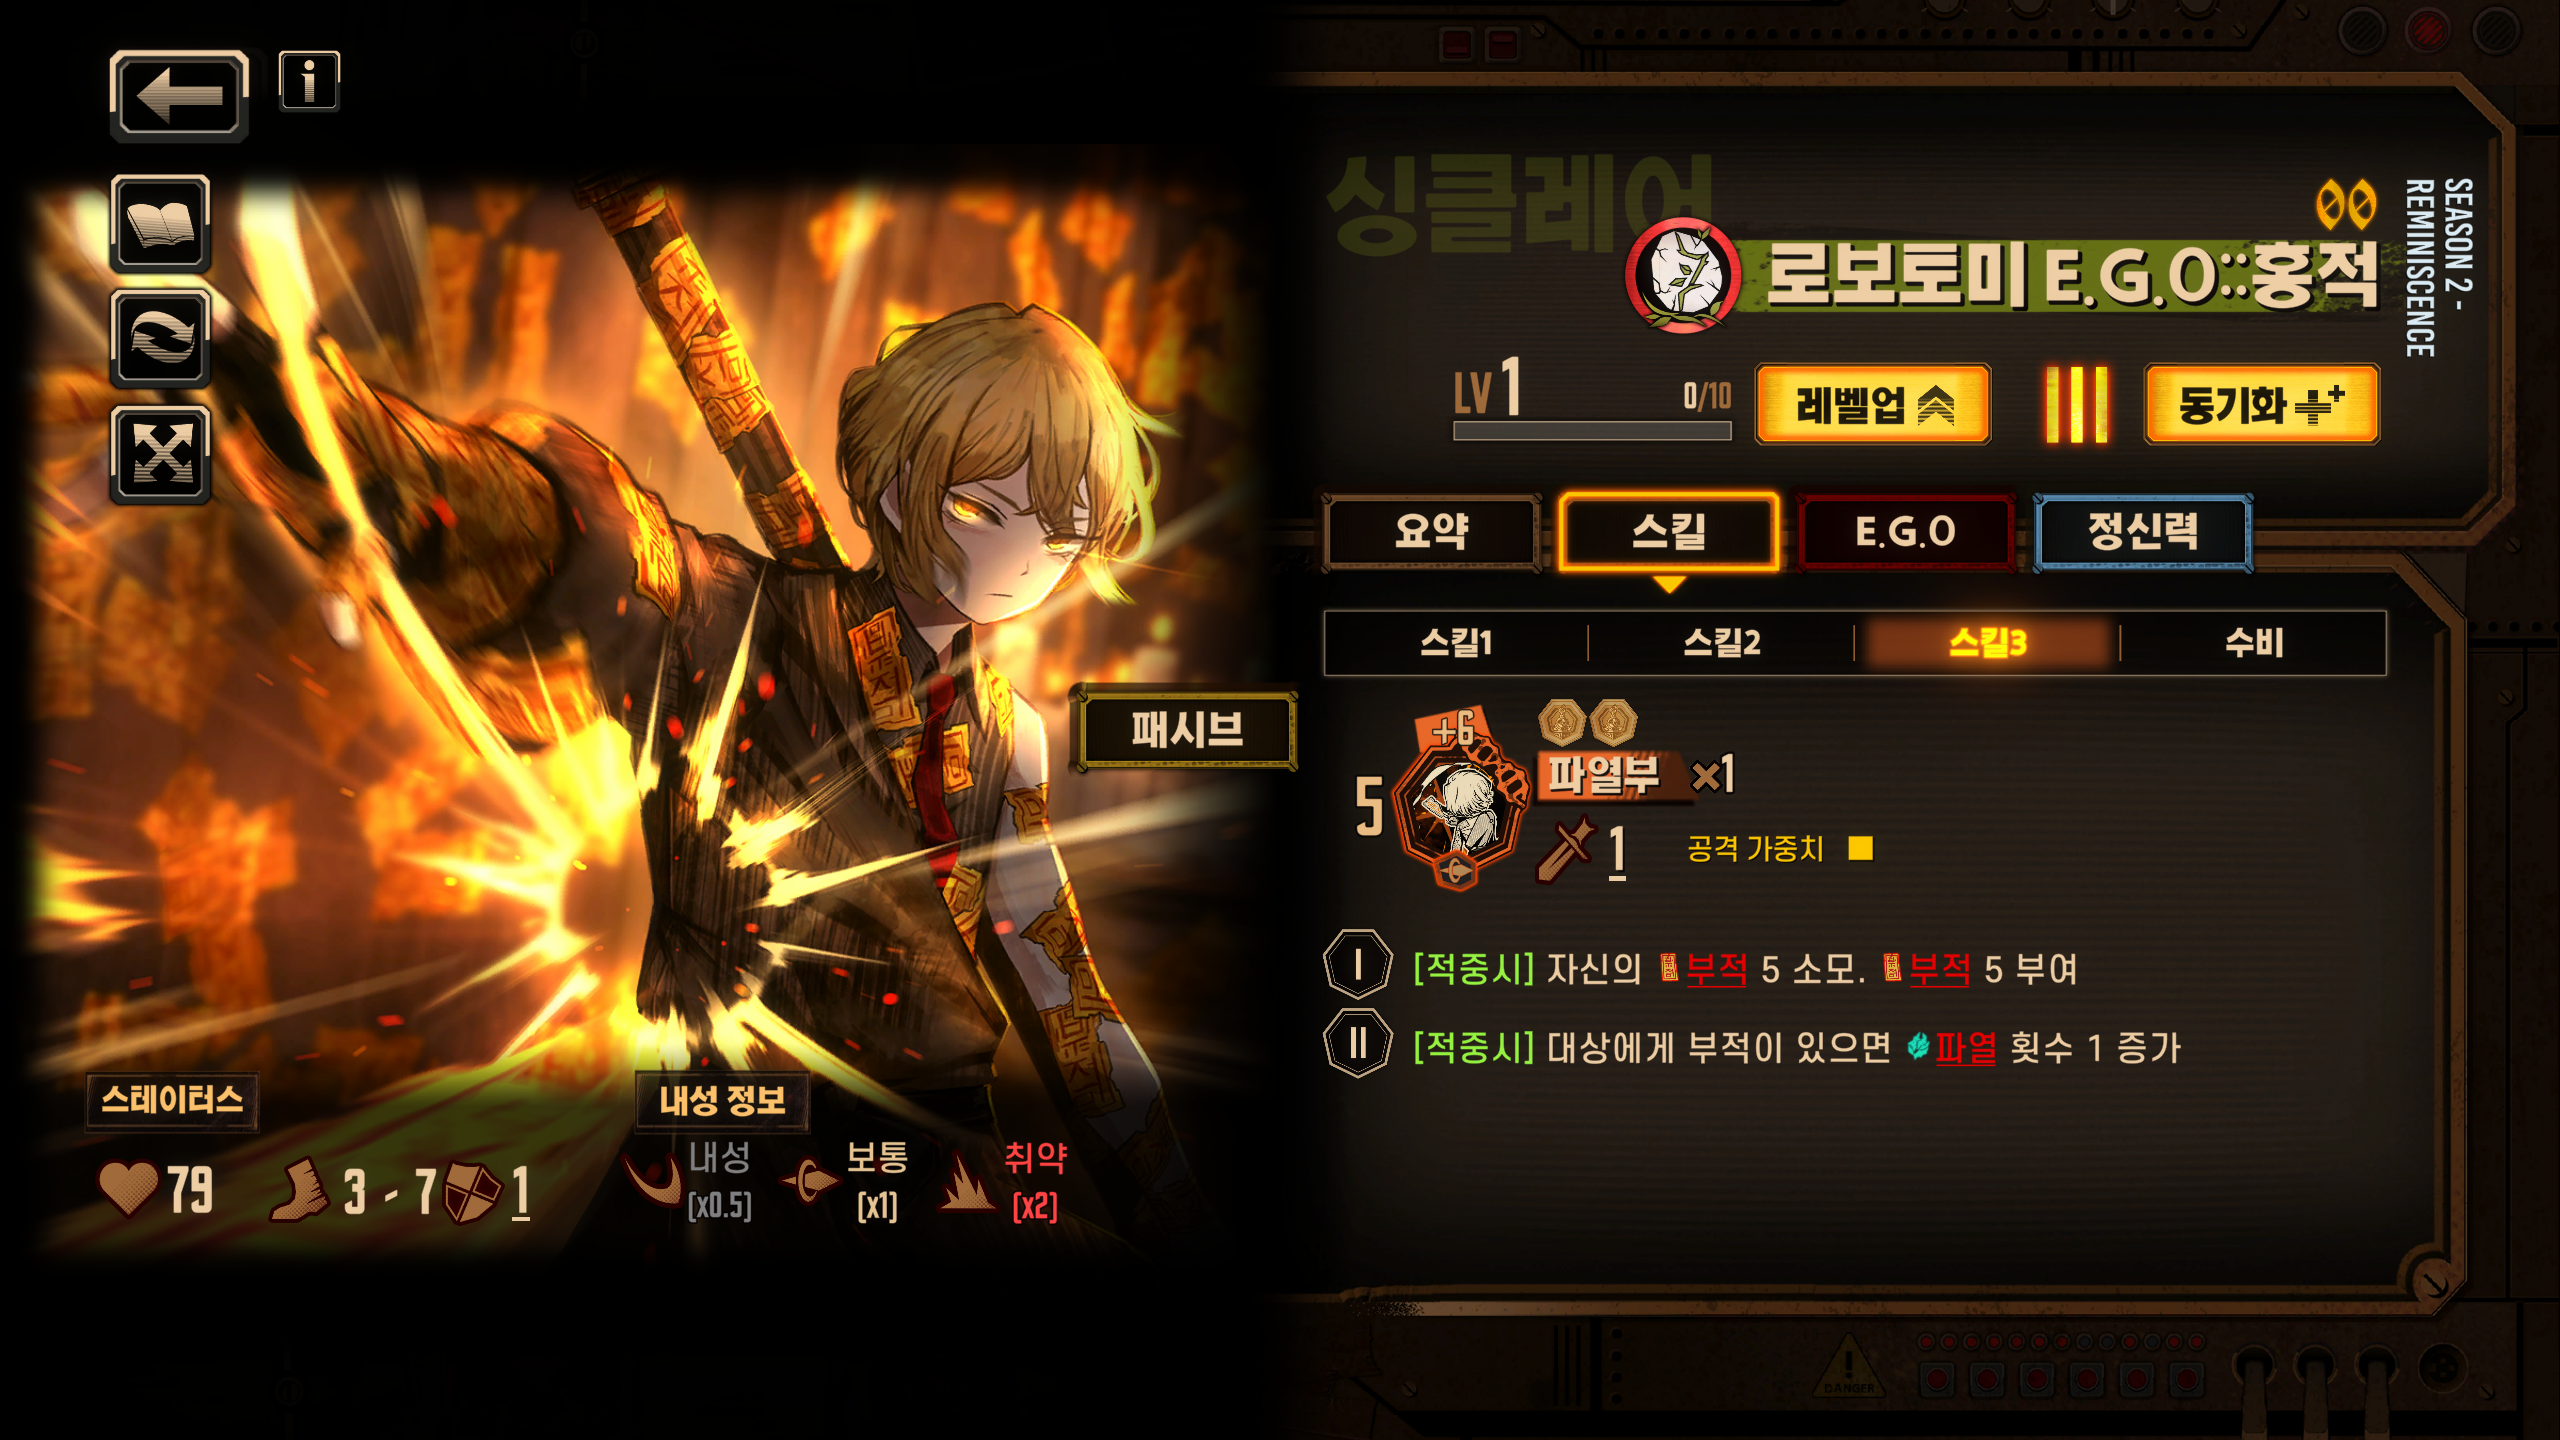 싱클레어
로보토미 E.G.O::홍적
SEASON 2 -
REMINISCENCE
LV 1
0/10
레벨업
동기화
요약
스킬
E.G.O
정신력
스킬1
스킬2
스킬3
수비
패시브
+6
5
파열부 ×1
1
공격 가중치
I [적중시] 자신의 부적 5 소모. 부적 5 부여
II [적중시] 대상에게 부적이 있으면 파열 횟수 1 증가
스테이터스
79
3 - 7
1
내성 정보
내성
[x0.5]
보통
[x1]
취약
[x2]
DANGER